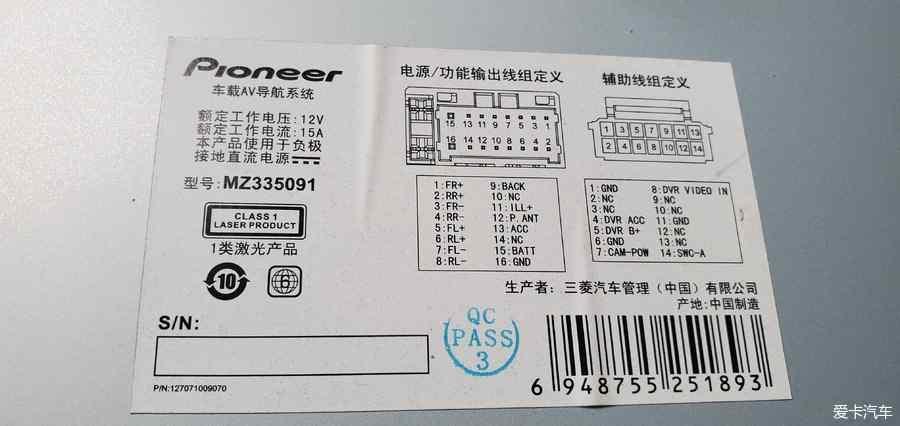 Pioneer
车载AV导航系统
额定工作电压:12V
额定工作电流:15A
本产品使用于负极
接地直流电源
型号:MZ335091
CLASS 1
LASER PRODUCT
1类激光产品
10
6
S/N:
P/N:127071009070
电源/功能输出线组定义
15 13 11 9 7 5 3 1
16 14 12 10 8 6 4 2
1:FR+ 9:BACK
2:RR+ 10:NC
3:FR- 11:ILL+
4:RR- 12:P.ANT
5:FL+ 13:ACC
6:RL+ 14:NC
7:FL- 15:BATT
8:RL- 16:GND
辅助线组定义
1 3 5 7 9 11 13
2 4 6 8 10 12 14
1:GND 8:DVR VIDEO IN
2:NC 9:NC
3:NC 10:NC
4:DVR ACC 11:GND
5:DVR B+ 12:NC
6:GND 13:NC
7:CAM-POW 14:SWC-A
生产者: 三菱汽车管理（中国）有限公司
产地:中国制造
QC
PASS
3
6 948755 251893
爱卡汽车